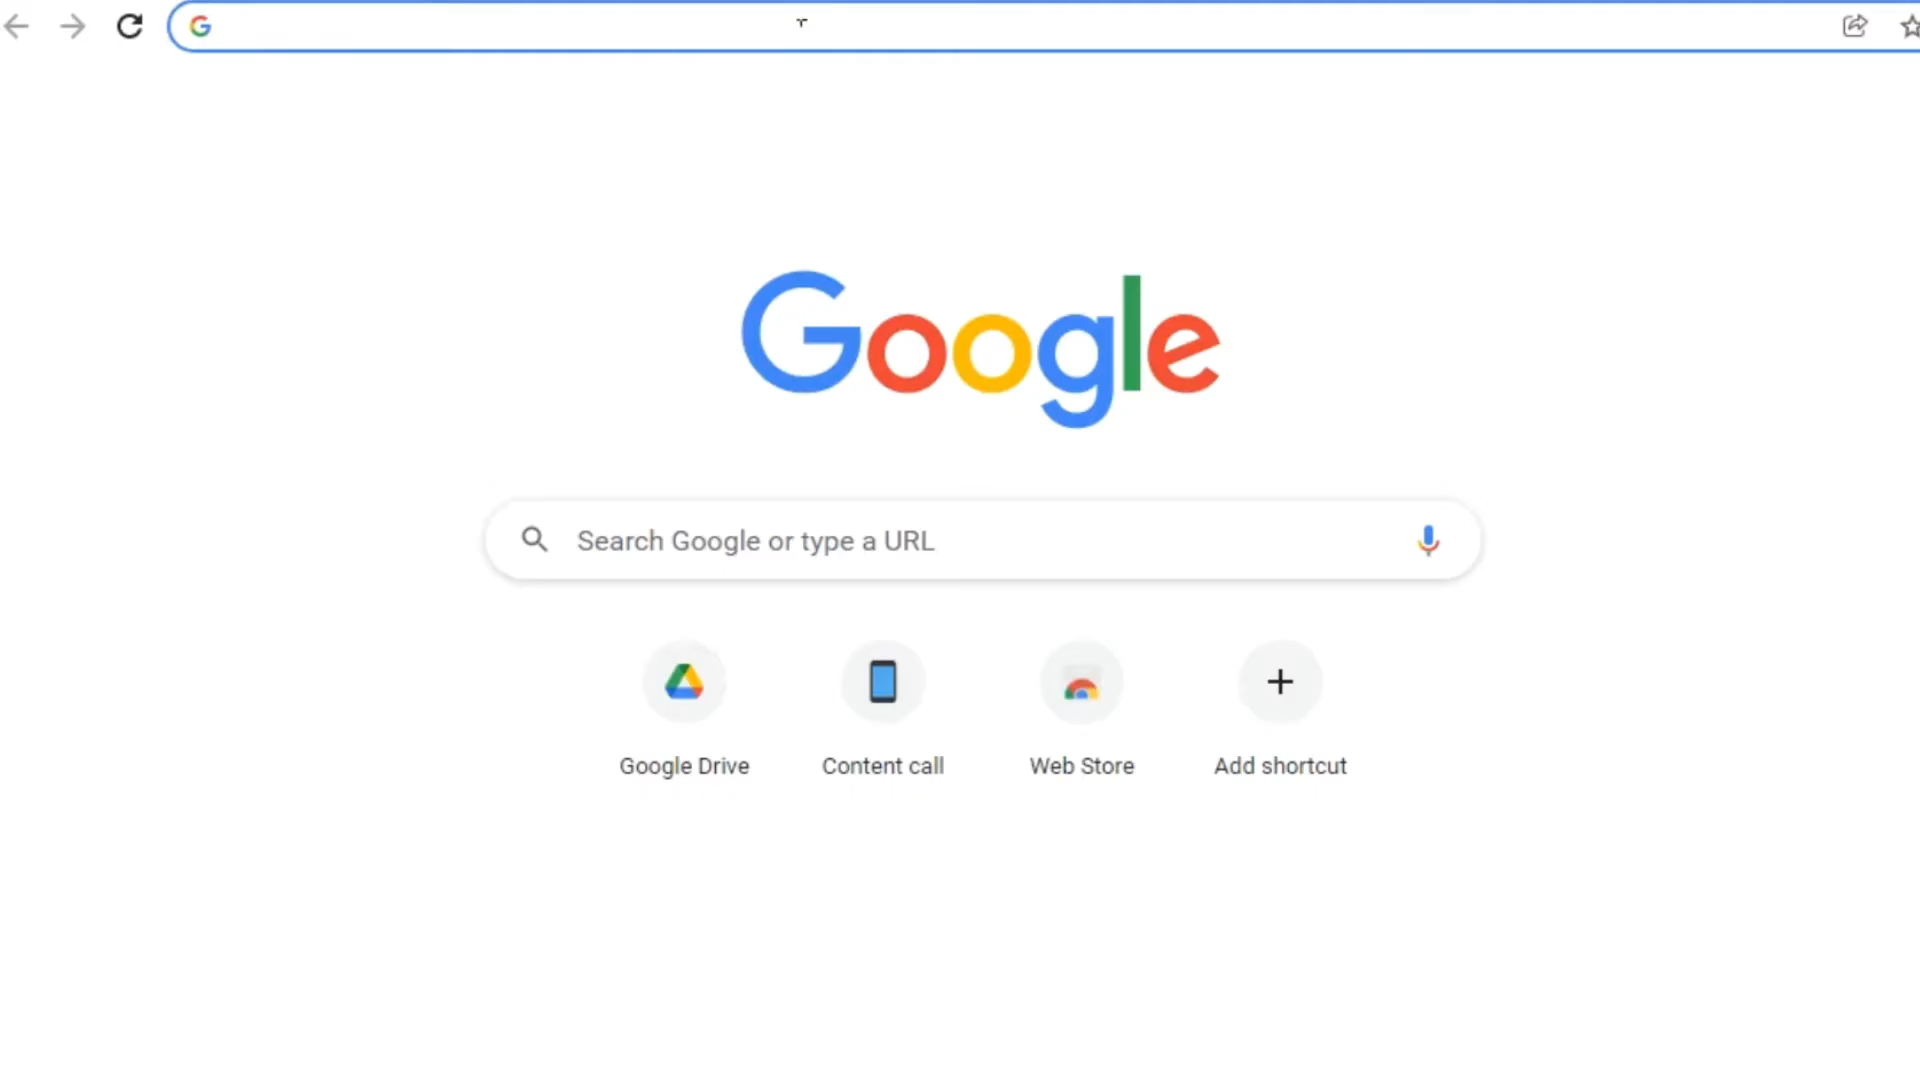 Google
Search Google or type a URL
Google Drive
Content call
Web Store
Add shortcut